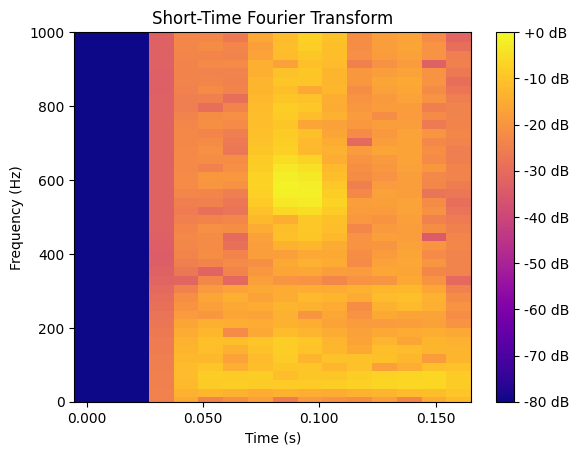 Short-Time Fourier Transform
1000
800
600
400
200
0
Frequency (Hz)
0.000
0.050
0.100
0.150
Time (s)
+0 dB
-10 dB
-20 dB
-30 dB
-40 dB
-50 dB
-60 dB
-70 dB
-80 dB